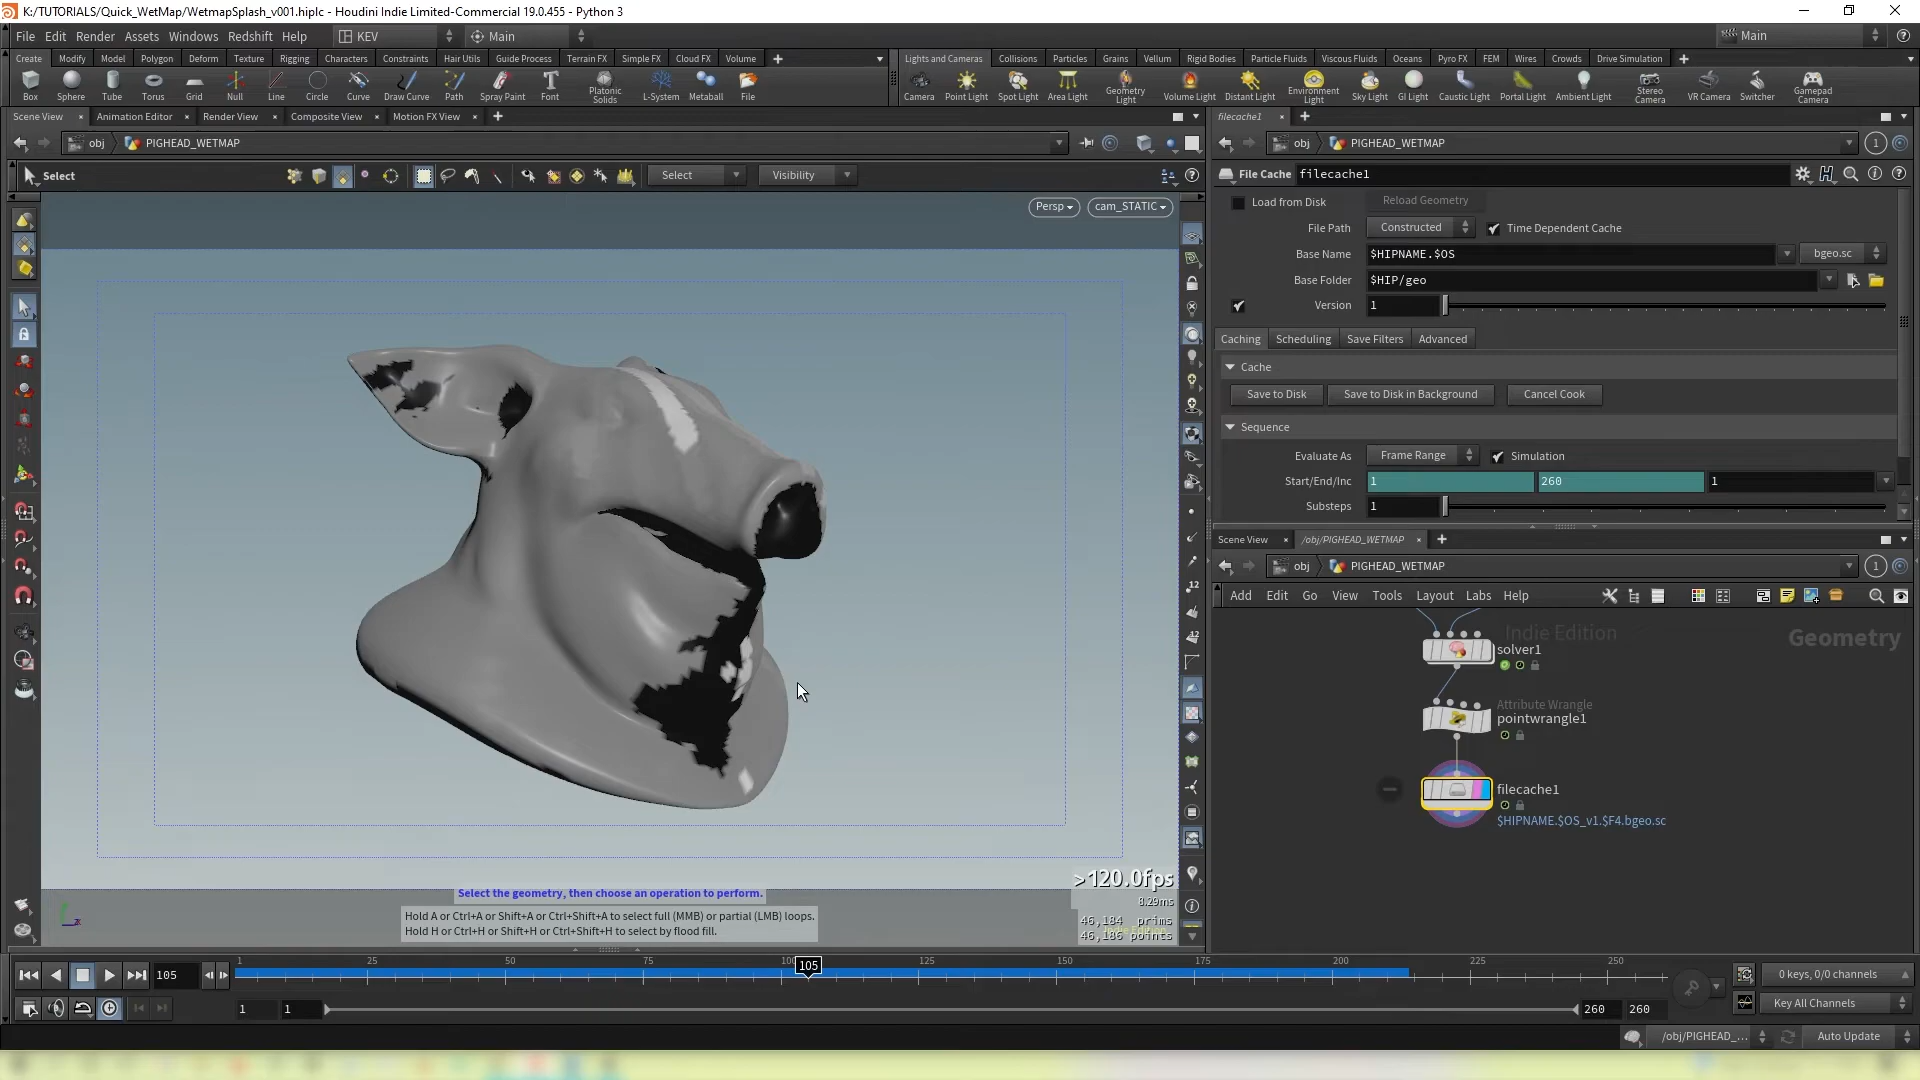 K:/TUTORIALS/Quick_WetMap/WetmapSplash_v001.hiplc - Houdini Indie Limited-Commercial 19.0.455 - Python 3
File Edit Render Assets Windows Redshift Help KEV Main Main
Create Modify Model Polygon Deform Texture Rigging Characters Constraints Hair Utils Guide Process Terrain FX Simple FX Cloud FX Volume
Lights and Cameras Collisions Particles Grains Vellum Rigid Bodies Particle Fluids Viscous Fluids Oceans Pyro FX FEM Wires Crowds Drive Simulation
Box Sphere Tube Torus Grid Null Line Circle Curve Draw Curve Path Spray Paint Font Platonic Solids L-System Metaball File
Camera Point Light Spot Light Area Light Geometry Light Volume Light Distant Light Environment Light Sky Light GI Light Caustic Light Portal Light Ambient Light Stereo Camera VR Camera Switcher Gamepad Camera
Scene View Animation Editor Render View Composite View Motion FX View
filecache1
obj PIGHEAD_WETMAP
obj PIGHEAD_WETMAP 1
Select Select Visibility
File Cache filecache1
Persp cam_STATIC
Load from Disk Reload Geometry
File Path Constructed Time Dependent Cache
Base Name $HIPNAME.$OS bgeo.sc
Base Folder $HIP/geo
Version 1
Caching Scheduling Save Filters Advanced
Cache
Save to Disk Save to Disk in Background Cancel Cook
Sequence
Evaluate As Frame Range Simulation
Start/End/Inc 1 260 1
Substeps 1
Scene View /obj/PIGHEAD_WETMAP
obj PIGHEAD_WETMAP 1
Add Edit Go View Tools Layout Labs Help
Indie Edition Geometry
solver1
Attribute Wrangle
pointwrangle1
filecache1
$HIPNAME.$OS_v1.$F4.bgeo.sc
12
12
>120.0fps
8.29ms
46,184 prims
46,186 points
Select the geometry, then choose an operation to perform.
Hold A or Ctrl+A or Shift+A or Ctrl+Shift+A to select full (MMB) or partial (LMB) loops.
Hold H or Ctrl+H or Shift+H or Ctrl+Shift+H to select by flood fill.
105 1 25 50 75 100 105 125 150 175 200 225 250
0 keys, 0/0 channels
1 1 260 260
Key All Channels
/obj/PIGHEAD_... Auto Update